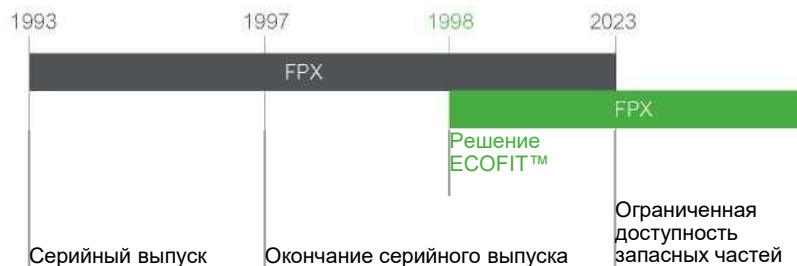 1993 1997 1998 2023
FPX
FPX
Решение
ECOFIT™
Ограниченная
доступность
Серийный выпуск Окончание серийного выпуска запасных частей